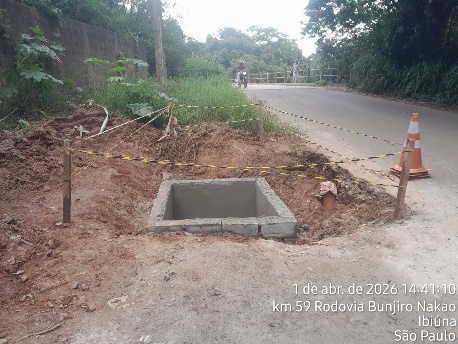 1 de abr. de 2026 14:41:10
km.59 Rodovia Bunjiro Nakao
Ibiúna
São Paulo